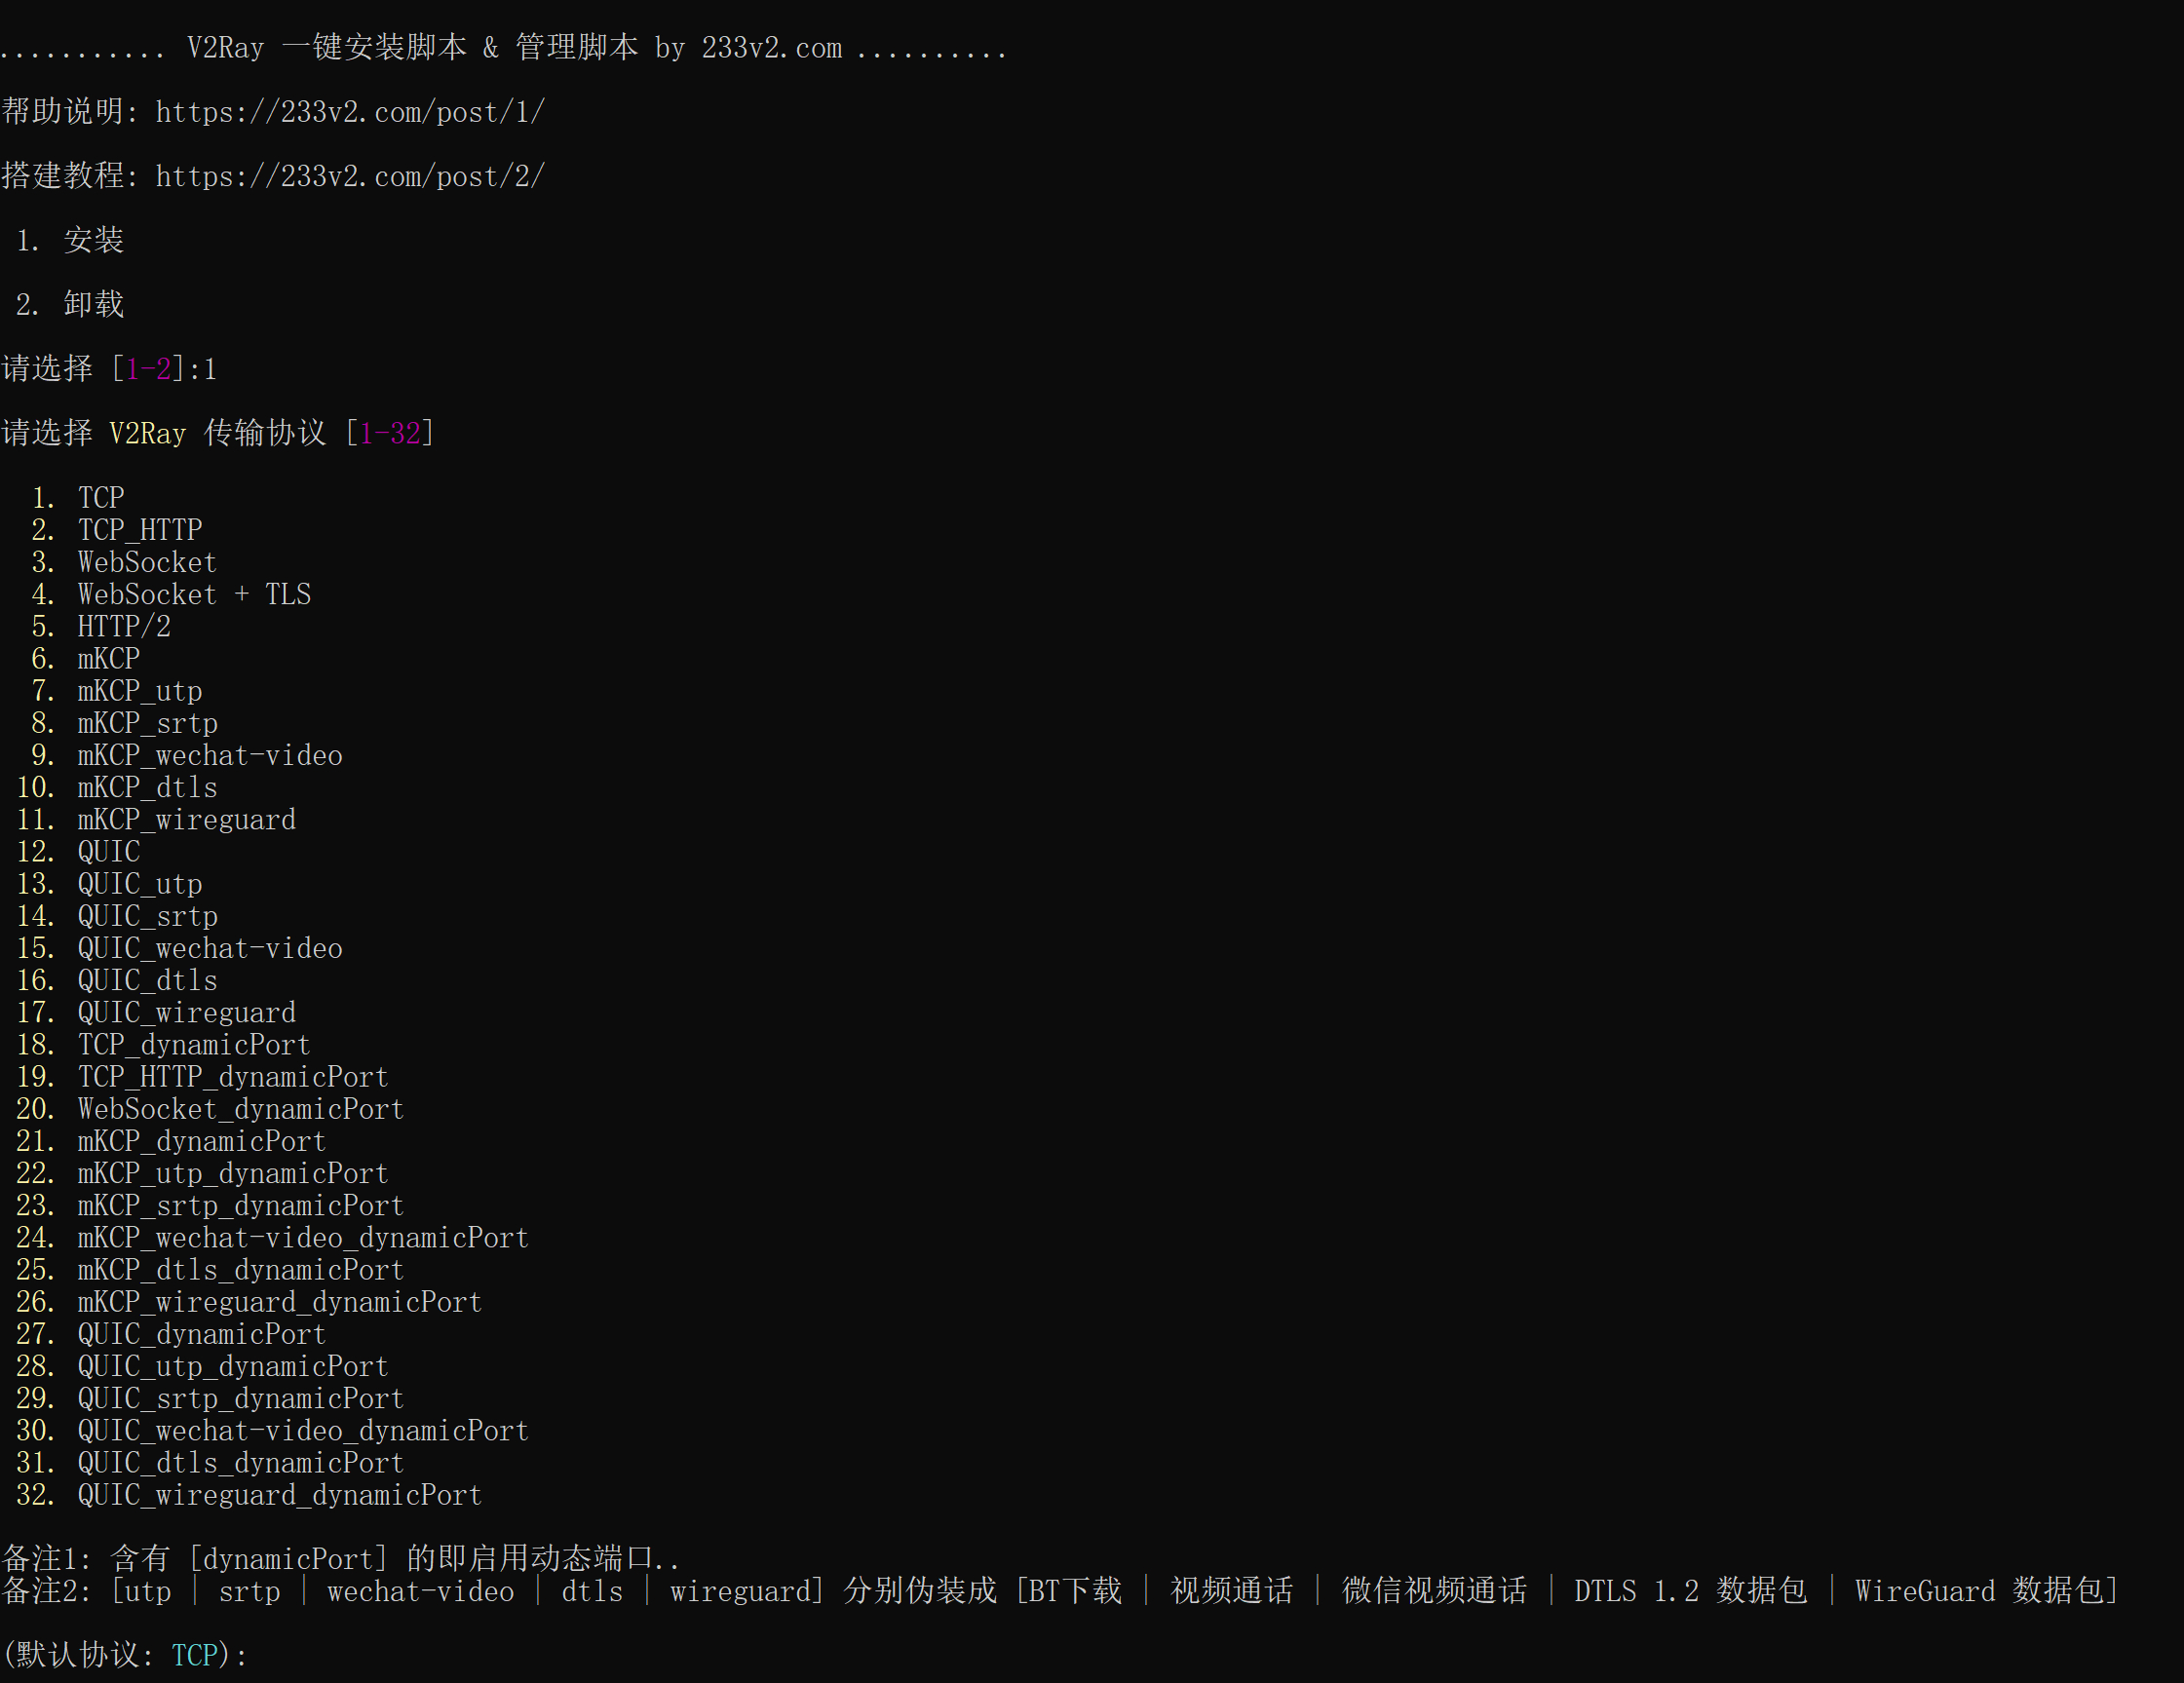 ........... V2Ray 一键安装脚本 & 管理脚本 by 233v2.com ..........
帮助说明: https://233v2.com/post/1/
搭建教程: https://233v2.com/post/2/
1. 安装
2. 卸载
请选择 [1-2]:1
请选择 V2Ray 传输协议 [1-32]
1. TCP
2. TCP_HTTP
3. WebSocket
4. WebSocket + TLS
5. HTTP/2
6. mKCP
7. mKCP_utp
8. mKCP_srtp
9. mKCP_wechat-video
10. mKCP_dtls
11. mKCP_wireguard
12. QUIC
13. QUIC_utp
14. QUIC_srtp
15. QUIC_wechat-video
16. QUIC_dtls
17. QUIC_wireguard
18. TCP_dynamicPort
19. TCP_HTTP_dynamicPort
20. WebSocket_dynamicPort
21. mKCP_dynamicPort
22. mKCP_utp_dynamicPort
23. mKCP_srtp_dynamicPort
24. mKCP_wechat-video_dynamicPort
25. mKCP_dtls_dynamicPort
26. mKCP_wireguard_dynamicPort
27. QUIC_dynamicPort
28. QUIC_utp_dynamicPort
29. QUIC_srtp_dynamicPort
30. QUIC_wechat-video_dynamicPort
31. QUIC_dtls_dynamicPort
32. QUIC_wireguard_dynamicPort
备注1: 含有 [dynamicPort] 的即启用动态端口..
备注2: [utp | srtp | wechat-video | dtls | wireguard] 分别伪装成 [BT下载 | 视频通话 | 微信视频通话 | DTLS 1.2 数据包 | WireGuard 数据包]
(默认协议: TCP):